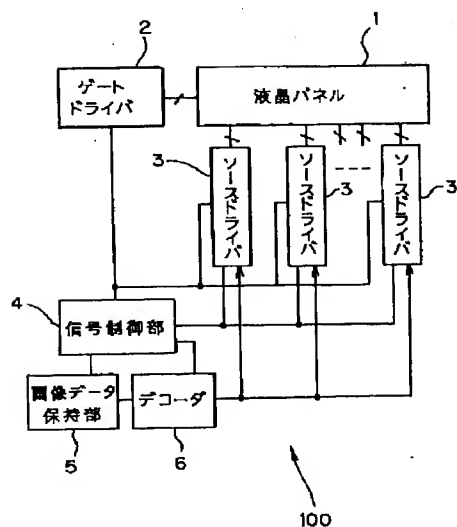 2
1
ゲート
ドライバ
液晶パネル
3
ソースドライバ
ソースドライバ
3
ソースドライバ
3
4
信号制御部
画像データ
保持部
デコーダ
5
6
100